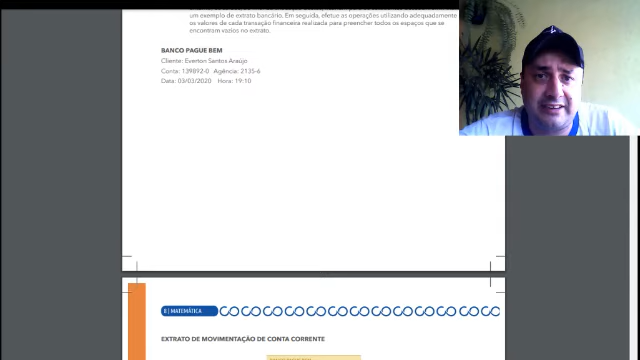 um exemplo de extrato bancário. Em seguida, efetue as operações utilizando adequadamente
os valores de cada transação financeira realizada para preencher todos os espaços que se
encontram vazios no extrato.
BANCO PAGUE BEM
Cliente: Everton Santos Araújo
Conta: 139892-0 Agência: 2135-6
Data: 03/03/2020 Hora: 19:10
8 | MATEMÁTICA
EXTRATO DE MOVIMENTAÇÃO DE CONTA CORRENTE